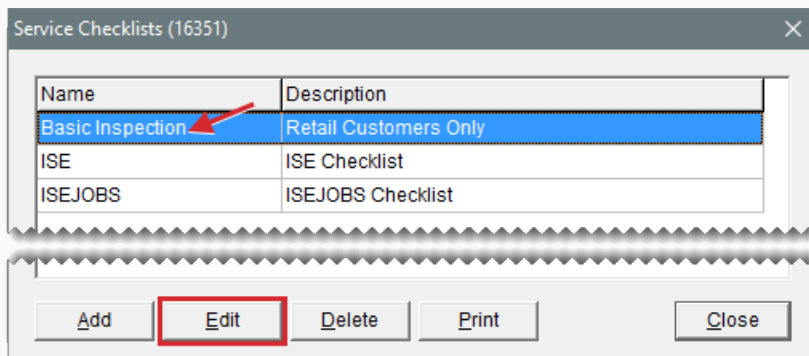 Service Checklists (16351)
Name Description
Basic Inspection Retail Customers Only
ISE ISE Checklist
ISEJOBS ISEJOBS Checklist
Add Edit Delete Print Close